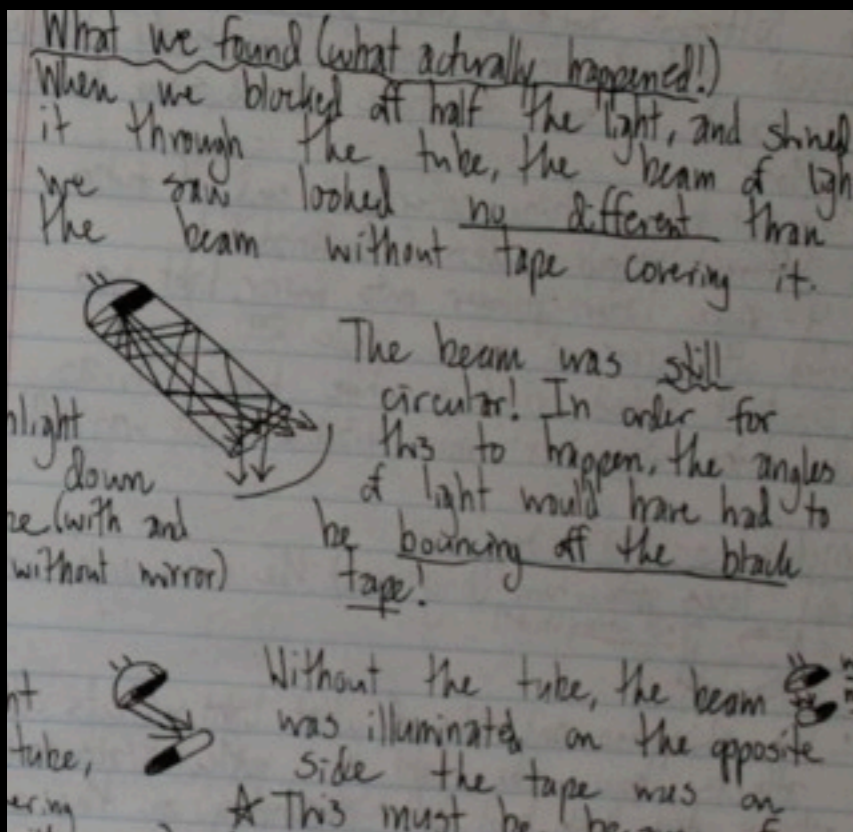 What we found (what actually happened!)
When we blocked off half the light, and shined
it through the tube, the beam of ligh
we saw looked no different than
the beam without tape covering it.
The beam was still
circular! In order for
this to happen, the angles
of light would have had to
be bouncing off the black
tape!
nlight
down
e (with and
without mirror)
Without the tube, the beam
was illuminated on the opposite
side the tape was on
☆ This must be
nt
tube,
ering